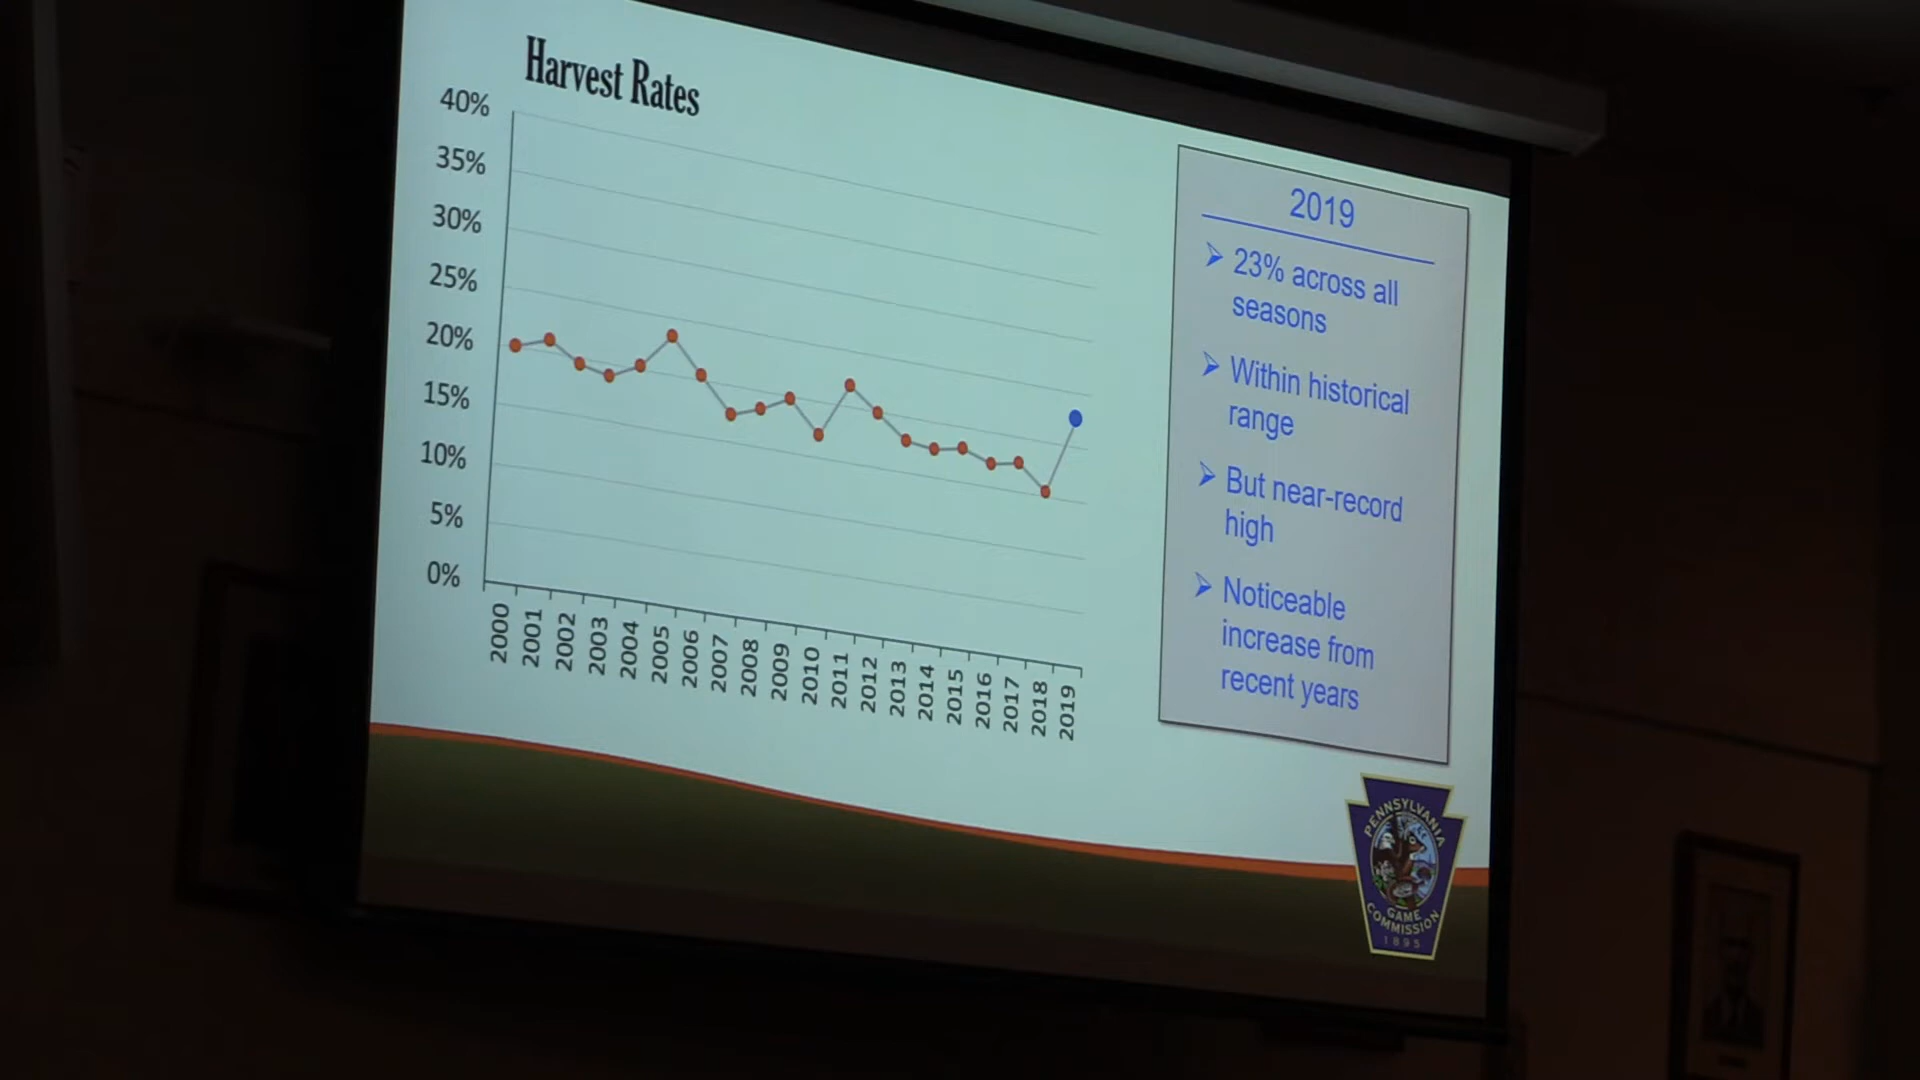 Harvest Rates
40%
35%
30%
25%
20%
15%
10%
5%
0%
2000
2001
2002
2003
2004
2005
2006
2007
2008
2009
2010
2011
2012
2013
2014
2015
2016
2017
2018
2019
2019
23% across all
seasons
Within historical
range
But near-record
high
Noticeable
increase from
recent years
PENNSYLVANIA
GAME
COMMISSION
1895